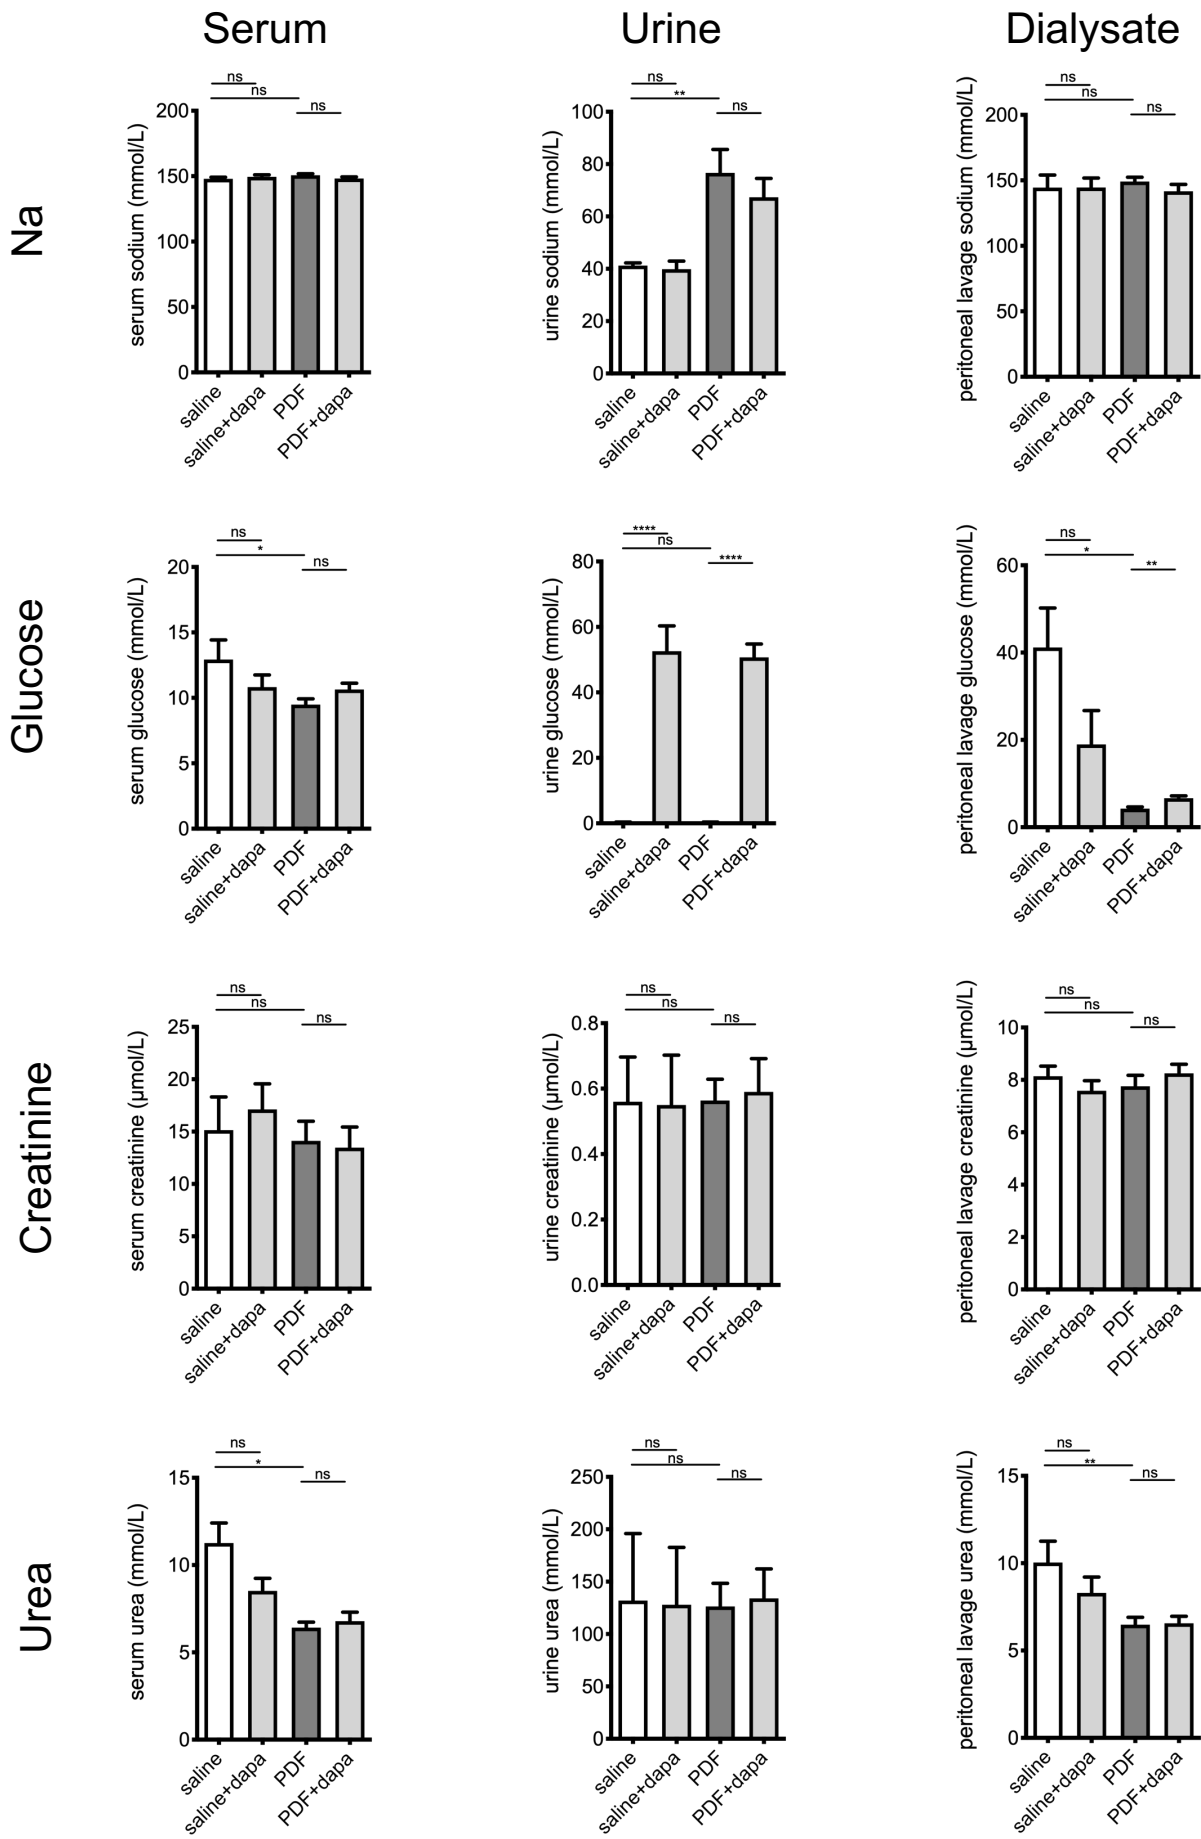 Serum
Urine
Dialysate
Na
ns
ns
ns
serum sodium (mmol/L)
200
150
100
50
0
saline
saline+dapa
PDF
PDF+dapa
ns
**
ns
urine sodium (mmol/L)
100
80
60
40
20
0
saline
saline+dapa
PDF
PDF+dapa
ns
ns
ns
peritoneal lavage sodium (mmol/L)
200
150
100
50
0
saline
saline+dapa
PDF
PDF+dapa
Glucose
ns
*
ns
serum glucose (mmol/L)
20
15
10
5
0
saline
saline+dapa
PDF
PDF+dapa
****
ns
****
urine glucose (mmol/L)
80
60
40
20
0
saline
saline+dapa
PDF
PDF+dapa
ns
*
**
peritoneal lavage glucose (mmol/L)
60
40
20
0
saline
saline+dapa
PDF
PDF+dapa
Creatinine
ns
ns
ns
serum creatinine (µmol/L)
25
20
15
10
5
0
saline
saline+dapa
PDF
PDF+dapa
ns
ns
ns
urine creatinine (µmol/L)
0.8
0.6
0.4
0.2
0.0
saline
saline+dapa
PDF
PDF+dapa
ns
ns
ns
peritoneal lavage creatinine (µmol/L)
10
8
6
4
2
0
saline
saline+dapa
PDF
PDF+dapa
Urea
ns
*
ns
serum urea (mmol/L)
15
10
5
0
saline
saline+dapa
PDF
PDF+dapa
ns
ns
ns
urine urea (mmol/L)
250
200
150
100
50
0
saline
saline+dapa
PDF
PDF+dapa
ns
**
ns
peritoneal lavage urea (mmol/L)
15
10
5
0
saline
saline+dapa
PDF
PDF+dapa